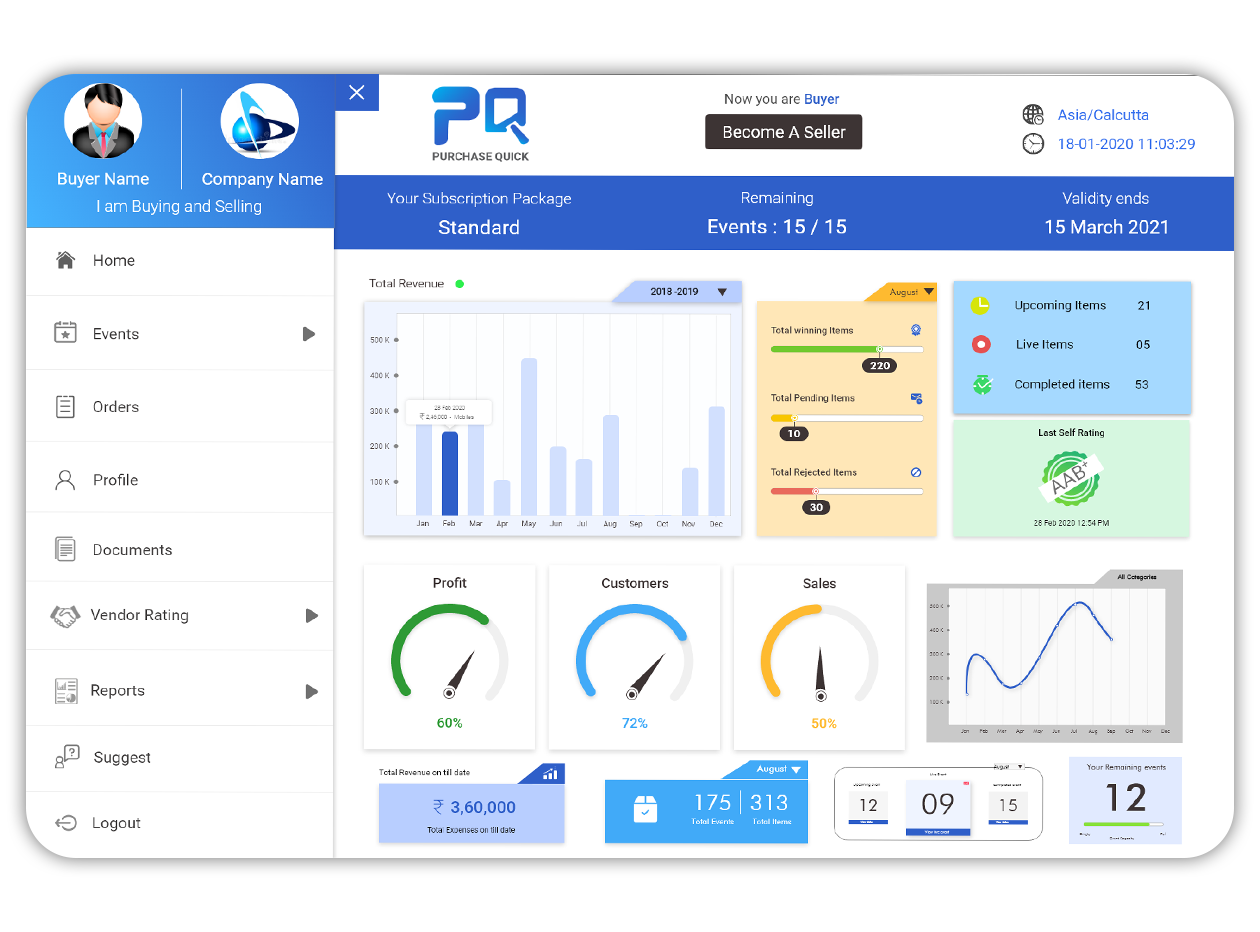 Buyer Name
Company Name
I am Buying and Selling
Home
Events
Orders
Profile
Documents
Vendor Rating
Reports
Suggest
Logout
PQ
PURCHASE QUICK
Now you are Buyer
Become A Seller
Asia/Calcutta
18-01-2020 11:03:29
Your Subscription Package
Standard
Remaining
Events : 15 / 15
Validity ends
15 March 2021
Total Revenue
2018 -2019
500 K
400 K
300 K
200 K
100 K
28 Feb 2020
₹ 2,46,000 - Mobiles
Jan Feb Mar Apr May Jun Jul Aug Sep Oct Nov Dec
August
Total winning Items
220
Total Pending Items
10
Total Rejected Items
30
Upcoming Items 21
Live Items 05
Completed items 53
Last Self Rating
AAB+
28 Feb 2020 12:54 PM
Profit
60%
Customers
72%
Sales
50%
All Categories
400 K
300 K
200 K
100 K
Jan Feb Mar Apr May Jun Jul Aug Sep Oct Nov Dec
Total Revenue on till date
₹ 3,60,000
Total Expenses on till date
August
175 313
Total Events Total Items
August
Live Event
12
09
15
Your Remaining events
12